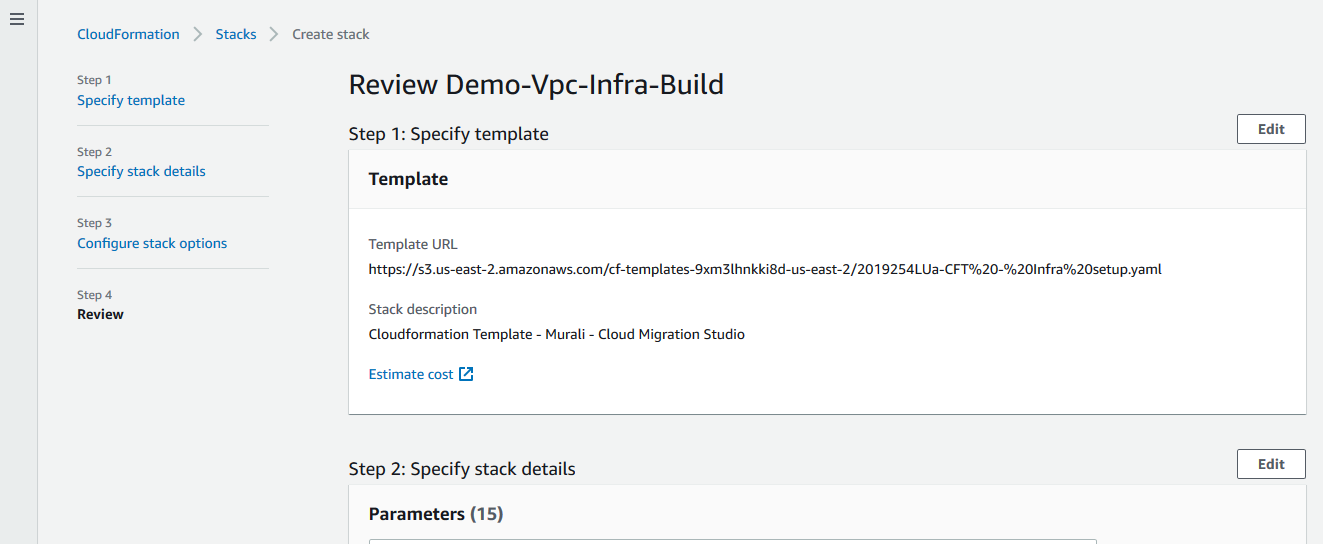 CloudFormation > Stacks > Create stack
Step 1
Specify template
Step 2
Specify stack details
Step 3
Configure stack options
Step 4
Review
Review Demo-Vpc-Infra-Build
Step 1: Specify template
Edit
Template
Template URL
https://s3.us-east-2.amazonaws.com/cf-templates-9xm3lhnkki8d-us-east-2/2019254LUa-CFT%20-%20Infra%20setup.yaml
Stack description
Cloudformation Template - Murali - Cloud Migration Studio
Estimate cost
Step 2: Specify stack details
Edit
Parameters (15)